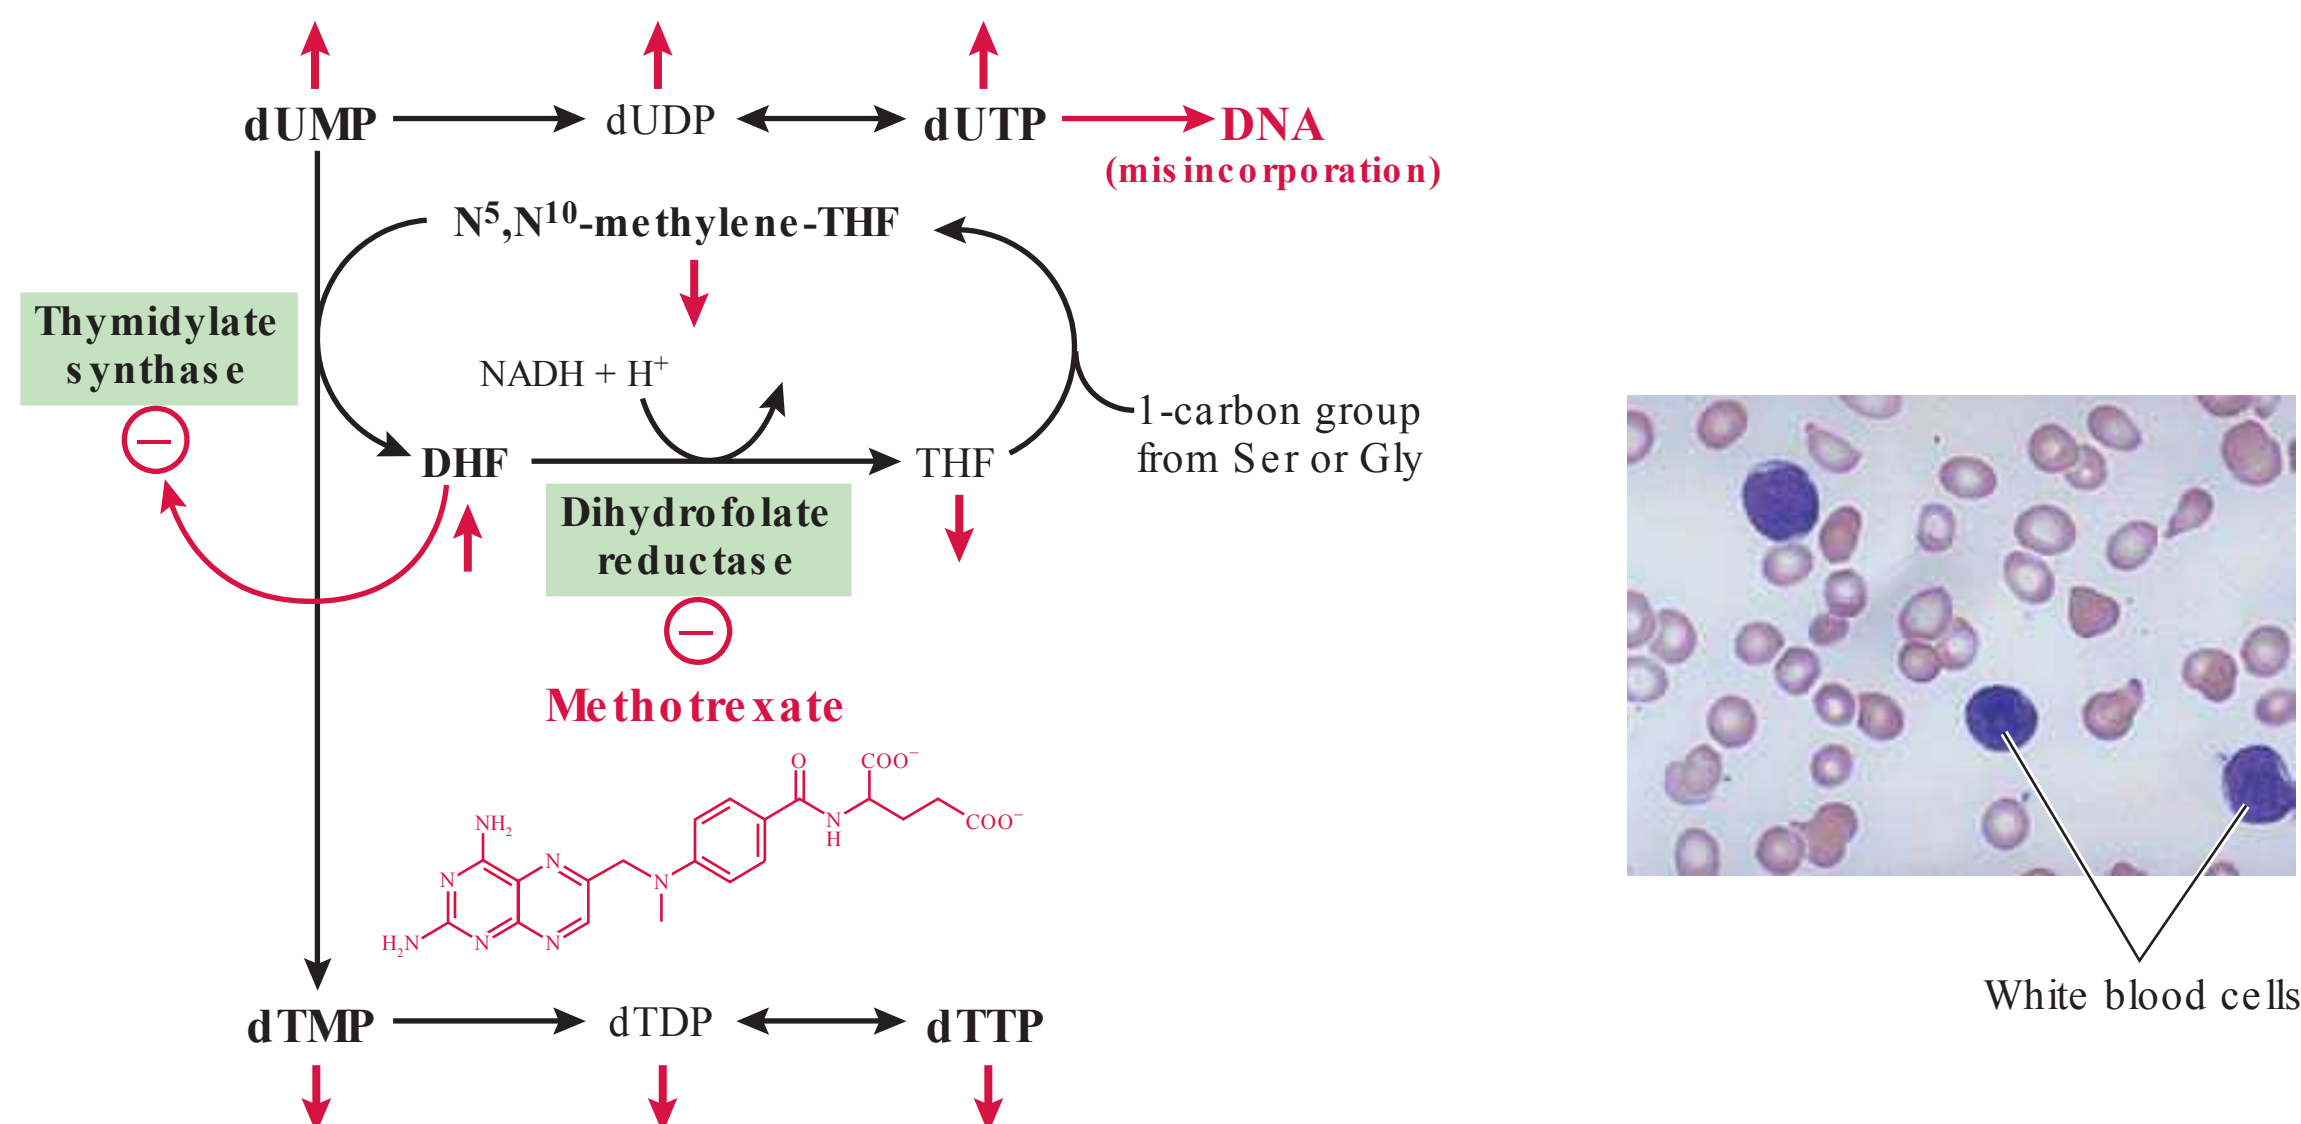 dUMP
dUDP
dUTP
DNA
(misincorporation)
N⁵,N¹⁰-methylene-THF
Thymidylate
synthase
NADH + H⁺
1-carbon group
from Ser or Gly
DHF
THF
Dihydrofolate
reductase
Methotrexate
O
COO⁻
N
H
COO⁻
NH₂
N
N
N
H₂N
N
N
White blood cells
dTMP
dTDP
dTTP